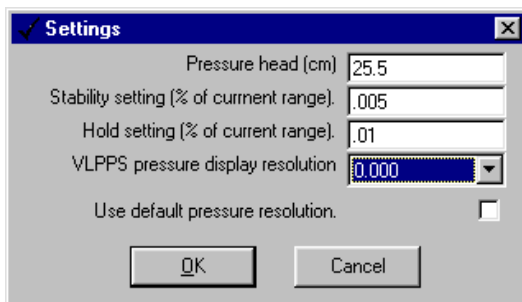 Settings
Pressure head (cm) 25.5
Stability setting (% of currnent range). .005
Hold setting (% of current range). .01
VLPPS pressure display resolution 0.000
Use default pressure resolution.
OK Cancel